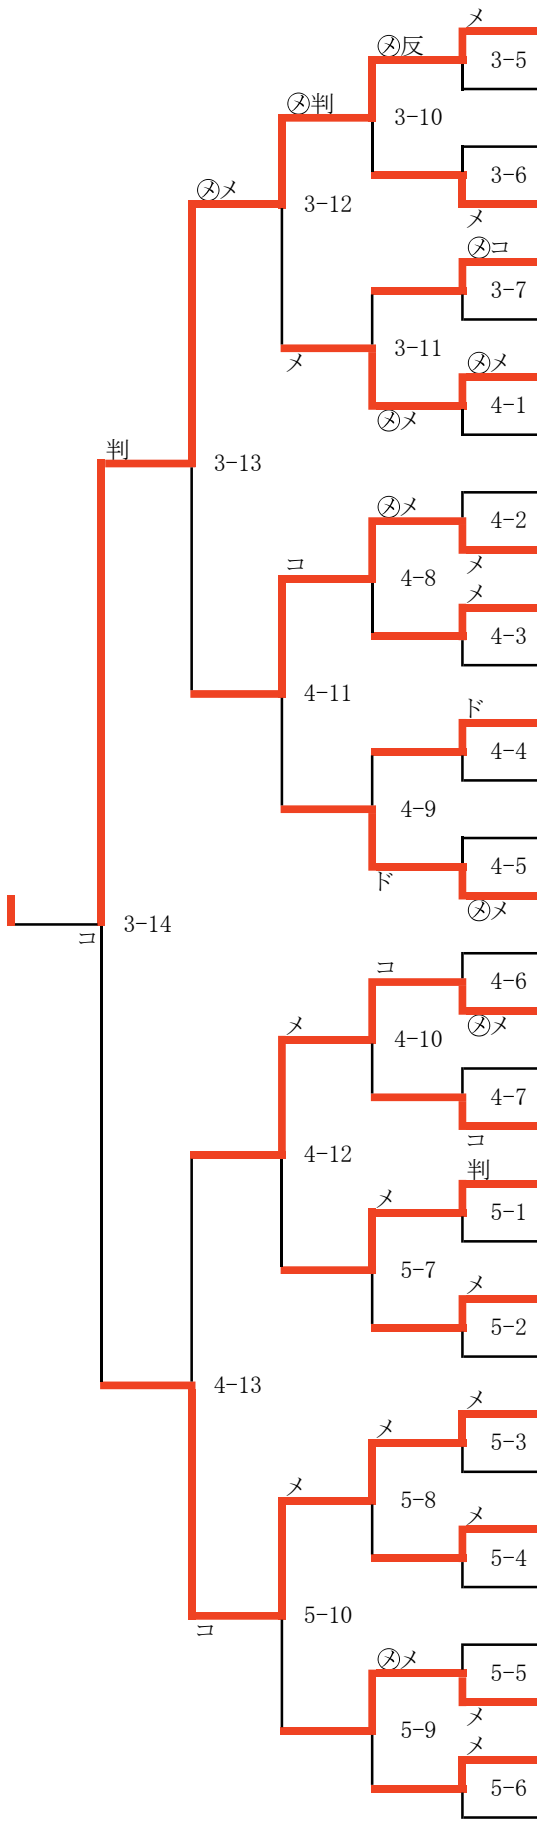 メ
㋱反
3-5
㋱判
3-10
3-6
㋱メ
3-12
メ
㋱コ
3-7
3-11
メ
㋱メ
4-1
㋱メ
判
3-13
㋱メ
4-2
コ
メ
4-8
メ
4-3
4-11
ド
4-4
4-9
4-5
ド
㋱メ
3-14
コ
コ
4-6
メ
㋱メ
4-10
4-7
コ
4-12
判
メ
5-1
5-7
メ
5-2
4-13
メ
メ
5-3
メ
5-8
メ
5-4
5-10
コ
㋱メ
5-5
メ
5-9
メ
5-6